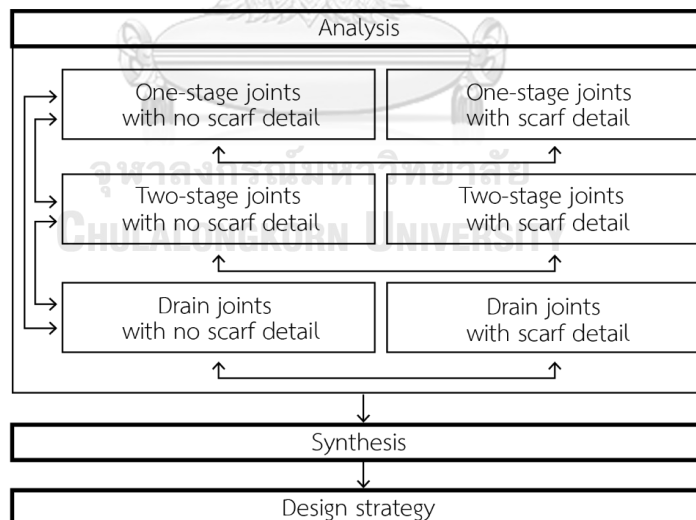 Analysis
One-stage joints
with no scarf detail
One-stage joints
with scarf detail
จุฬาลงกรณ์มหาวิทยาลัย
Two-stage joints
with no scarf detail
Two-stage joints
with scarf detail
CHULALONGKORN UNIVERSITY
Drain joints
with no scarf detail
Drain joints
with scarf detail
Synthesis
Design strategy